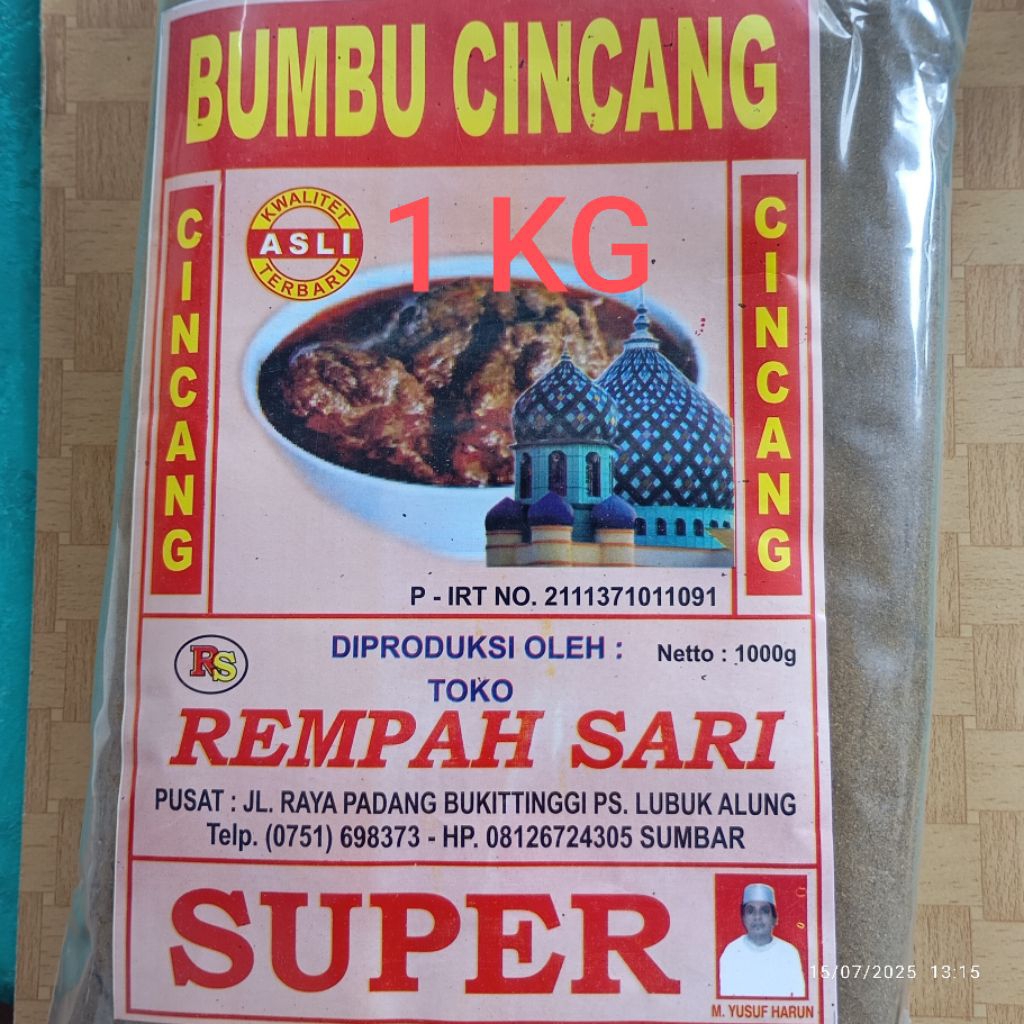 BUMBU CINCANG
CINCANG
KWALITET
ASLI
TERBARU
1 KG
CINCANG
P - IRT NO. 2111371011091
RS
DIPRODUKSI OLEH :
Netto : 1000g
TOKO
REMPAH SARI
PUSAT : JL. RAYA PADANG BUKITTINGGI PS. LUBUK ALUNG
Telp. (0751) 698373 - HP. 08126724305 SUMBAR
SUPER
M. YUSUF HARUN
15/07/2025 13:15